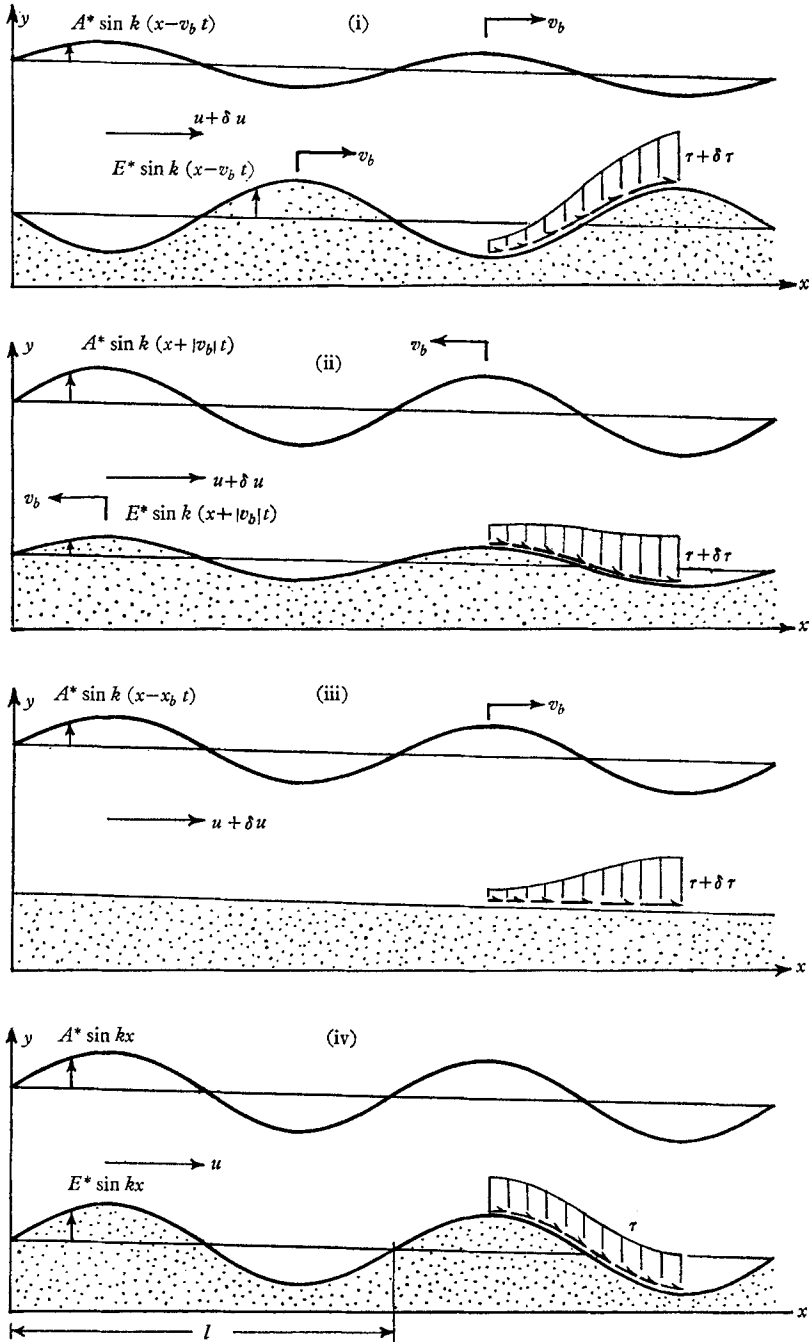 y
A* sin k (x−v_b t)
(i)
v_b
u+δu
v_b
E* sin k (x−v_b t)
τ+δτ
x
y
A* sin k (x+|v_b|t)
(ii)
v_b
u+δu
v_b
E* sin k (x+|v_b|t)
τ+δτ
x
y
A* sin k (x−x_b t)
(iii)
v_b
u+δu
τ+δτ
x
y
A* sin kx
(iv)
u
E* sin kx
τ
x
l